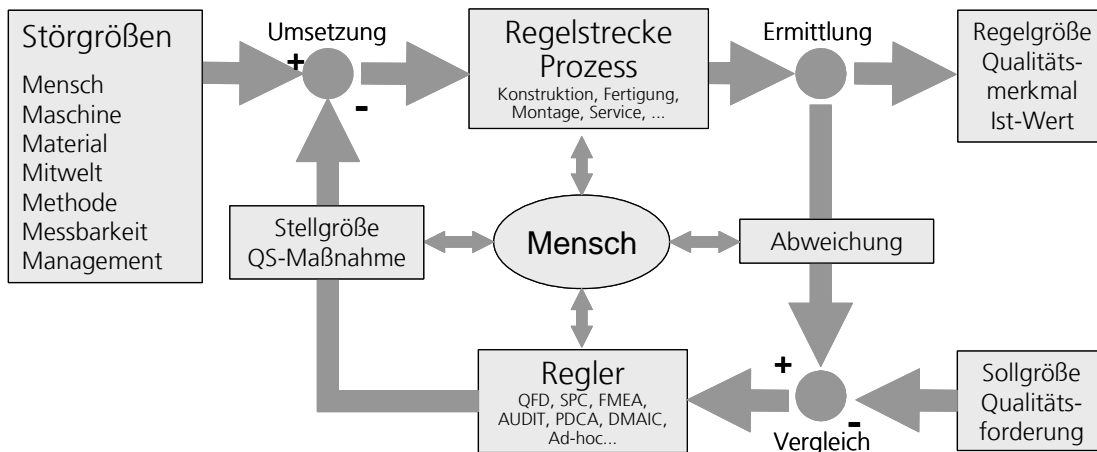 Störgrößen
Mensch
Maschine
Material
Mitwelt
Methode
Messbarkeit
Management
Umsetzung
+
-
Regelstrecke
Prozess
Konstruktion, Fertigung,
Montage, Service, ...
Ermittlung
Regelgröße
Qualitäts-
merkmal
Ist-Wert
Stellgröße
QS-Maßnahme
Mensch
Abweichung
Regler
QFD, SPC, FMEA,
AUDIT, PDCA, DMAIC,
Ad-hoc...
+
-
Vergleich
Sollgröße
Qualitäts-
forderung